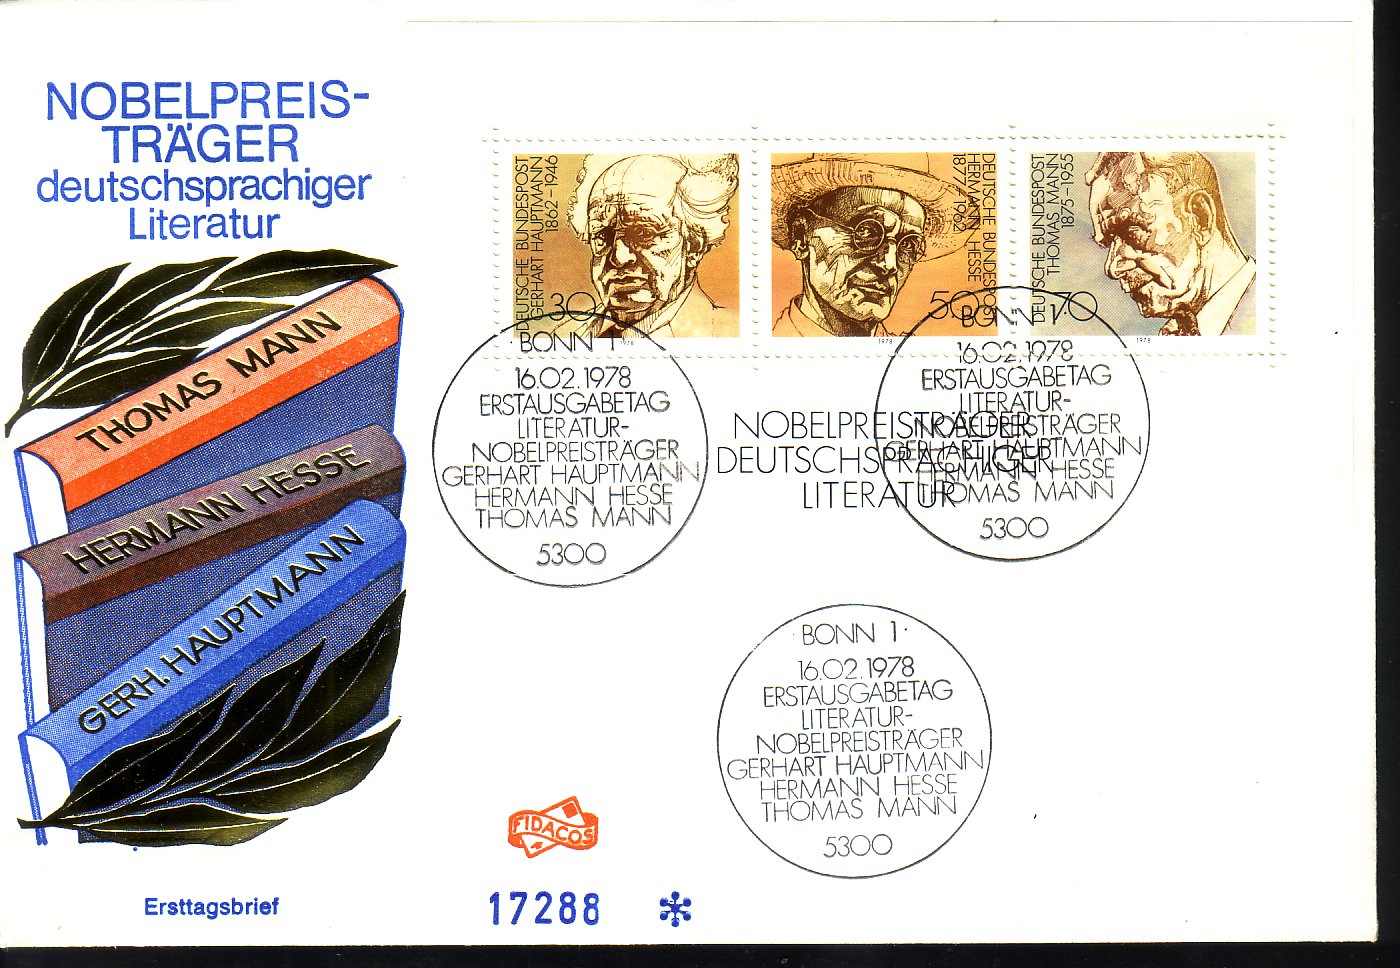 NOBELPREIS-
TRÄGER
deutschsprachiger
Literatur
THOMAS MANN
HERMANN HESSE
GERH. HAUPTMANN
Ersttagsbrief
DEUTSCHE BUNDESPOST
GERHART HAUPTMANN
1862-1946
30
1978
DEUTSCHE BUNDESPOST
HERMANN HESSE
1877-1962
50
1978
DEUTSCHE BUNDESPOST
THOMAS MANN
1875-1955
70
1978
NOBELPREISTRÄGER
DEUTSCHSPRACHIGER
LITERATUR
BONN 1
16.02.1978
ERSTAUSGABETAG
LITERATUR-
NOBELPREISTRÄGER
GERHART HAUPTMANN
HERMANN HESSE
THOMAS MANN
5300
BONN 1
16.02.1978
ERSTAUSGABETAG
LITERATUR-
NOBELPREISTRÄGER
GERHART HAUPTMANN
HERMANN HESSE
THOMAS MANN
5300
BONN 1
16.02.1978
ERSTAUSGABETAG
LITERATUR-
NOBELPREISTRÄGER
GERHART HAUPTMANN
HERMANN HESSE
THOMAS MANN
5300
FIDACOS
17288 *